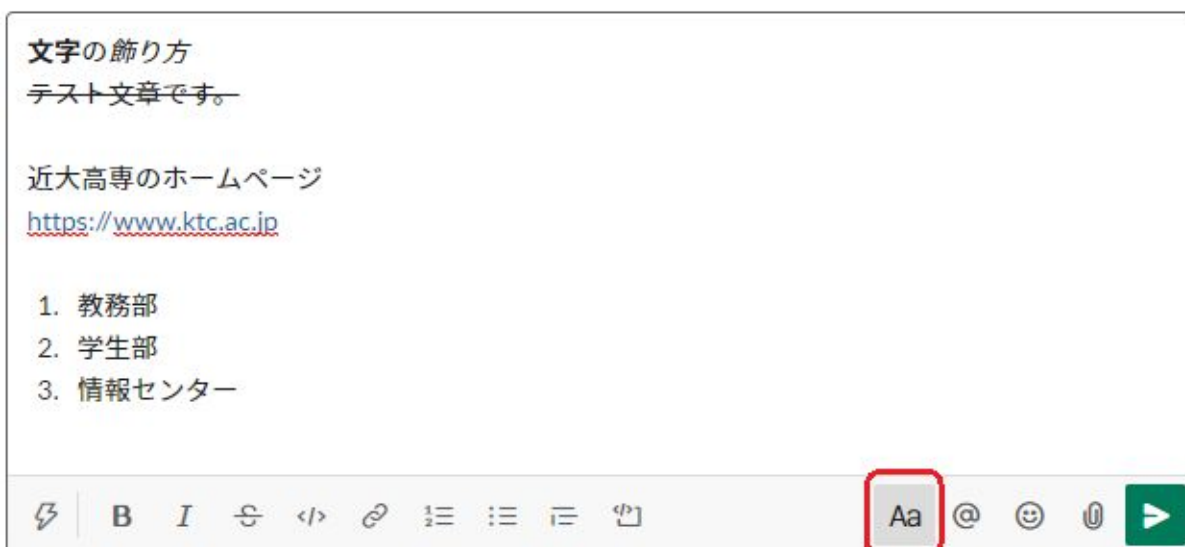 文字の飾り方
テスト文章です。
近大高専のホームページ
https://www.ktc.ac.jp
1. 教務部
2. 学生部
3. 情報センター
B I S </> Aa @